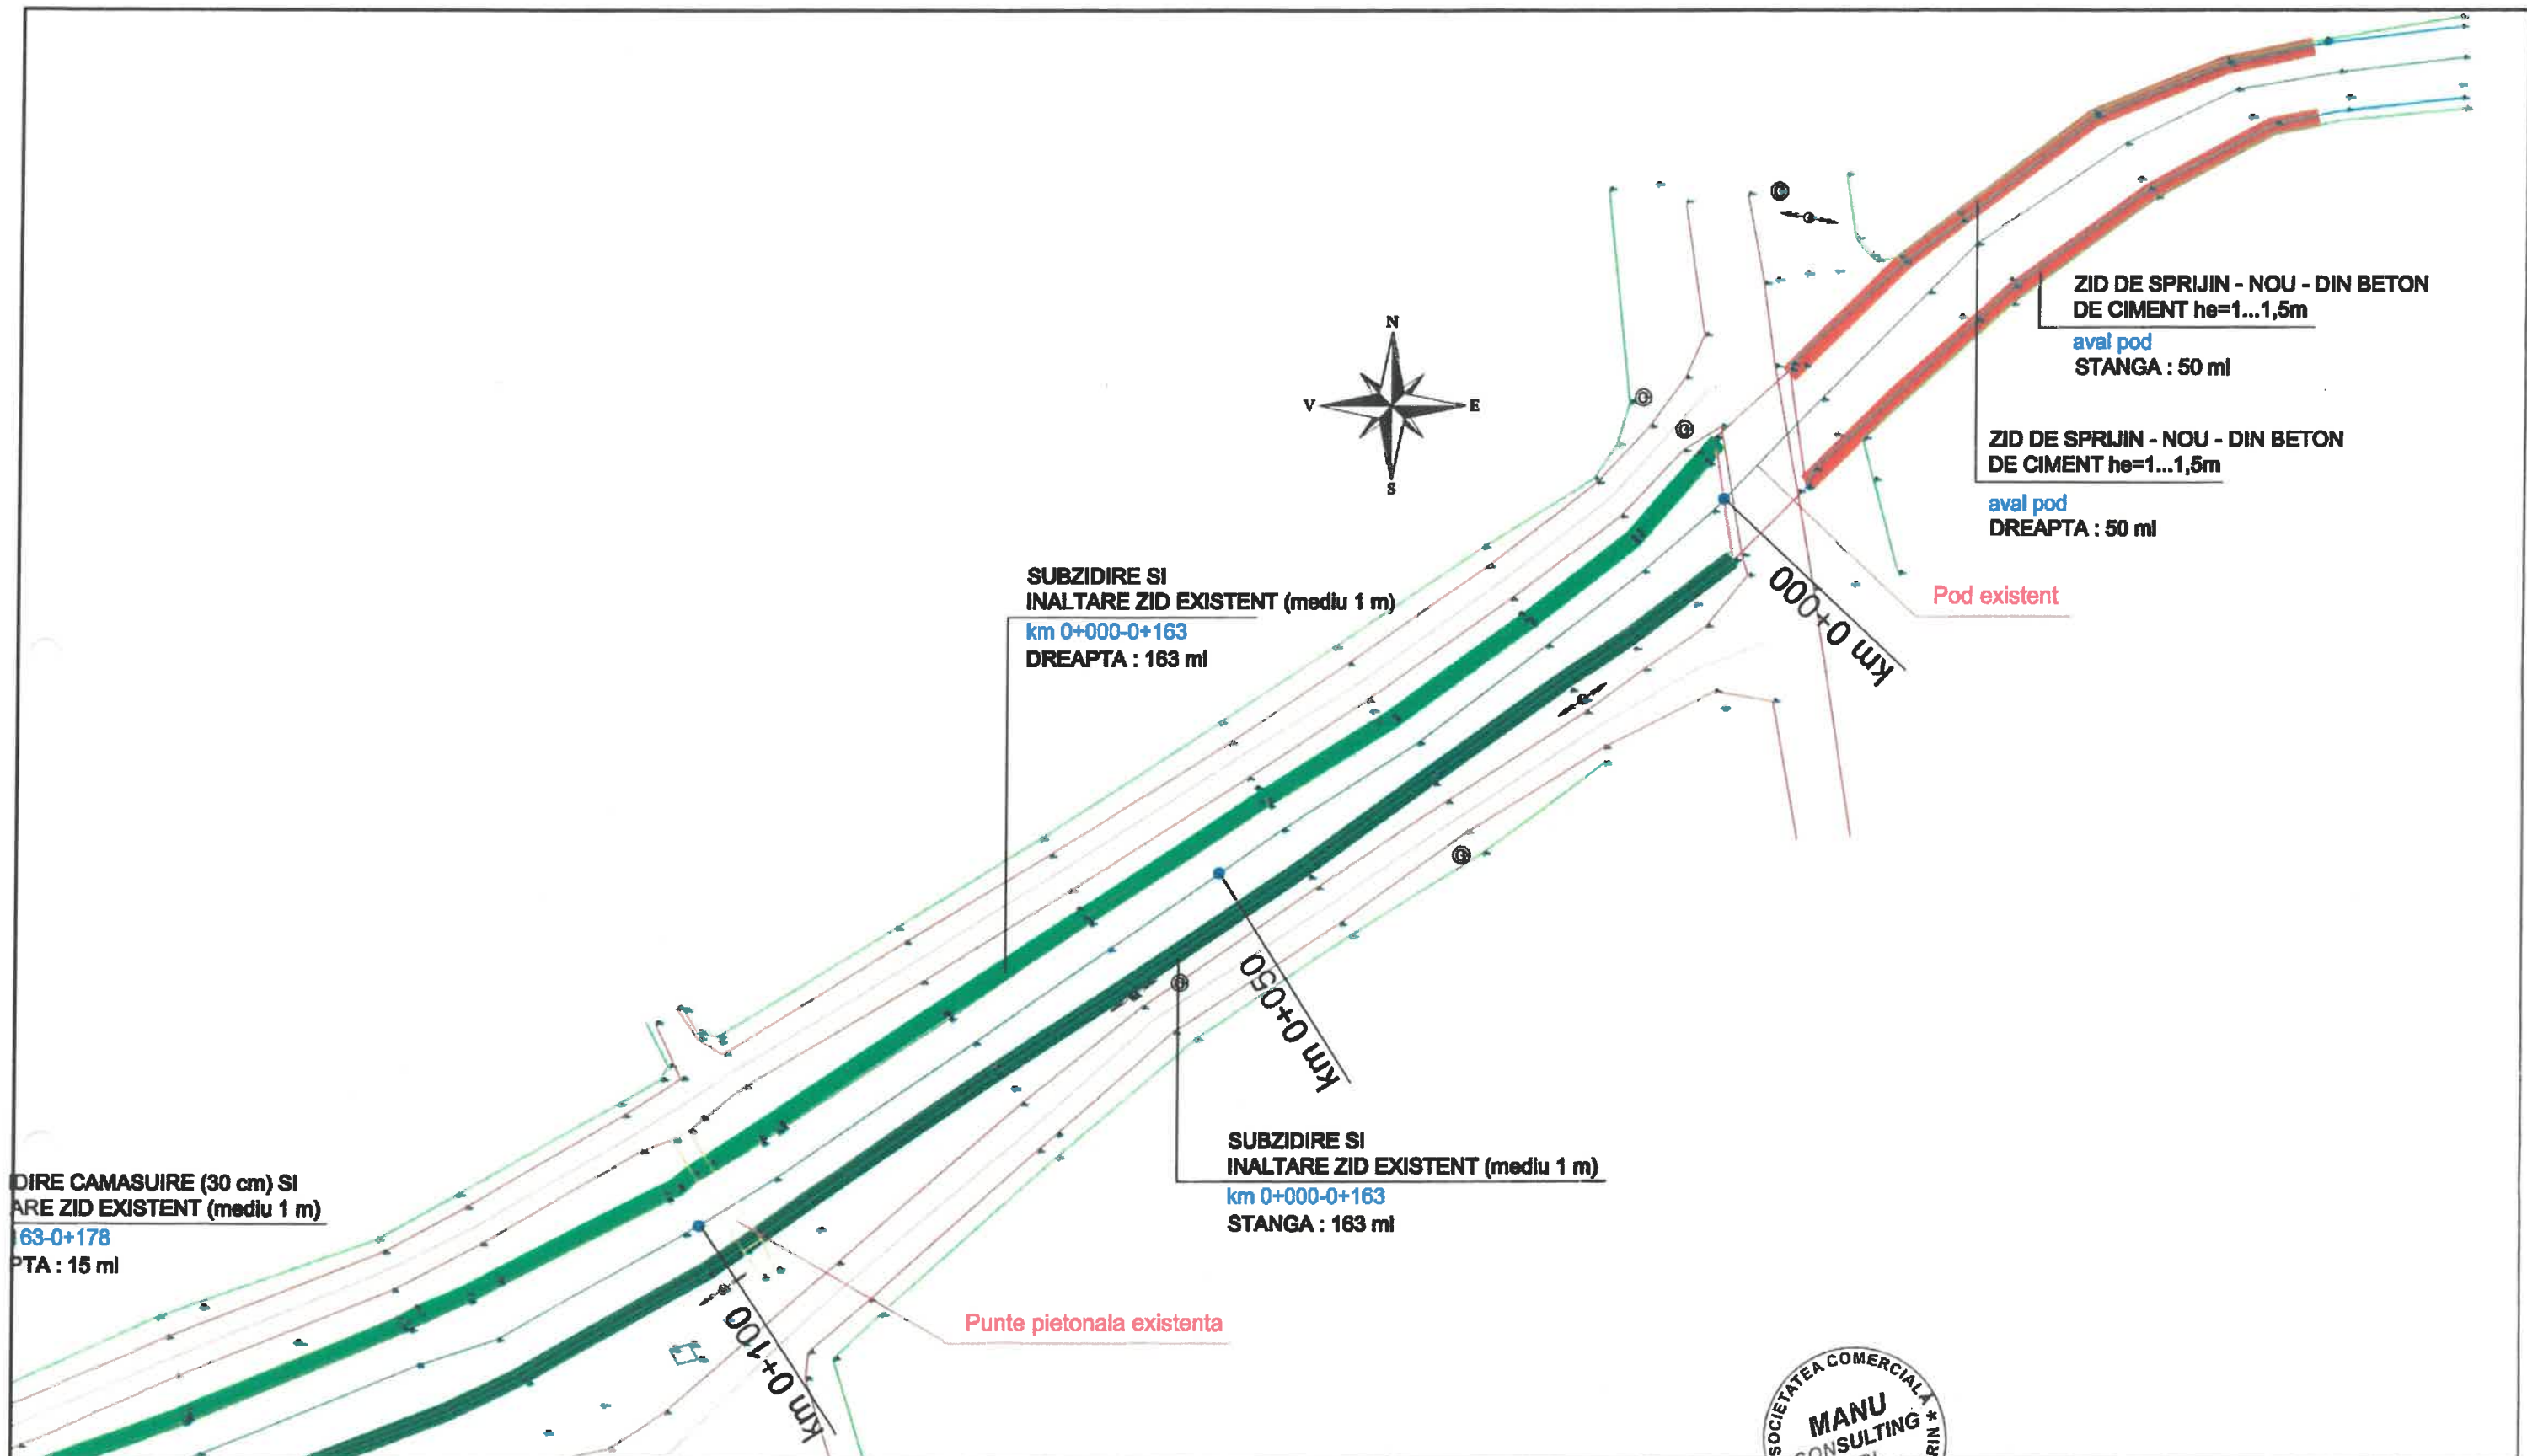 ZID DE SPRIJIN - NOU - DIN BETON
DE CIMENT he=1...1,5m
aval pod
STANGA : 50 ml
N
V
E
S
ZID DE SPRIJIN - NOU - DIN BETON
DE CIMENT he=1...1,5m
aval pod
DREAPTA : 50 ml
SUBZIDIRE SI
INALTARE ZID EXISTENT (mediu 1 m)
km 0+000-0+163
DREAPTA : 163 ml
km 0+000
Pod existent
km 0+050
SUBZIDIRE SI
INALTARE ZID EXISTENT (mediu 1 m)
km 0+000-0+163
STANGA : 163 ml
DIRE CAMASUIRE (30 cm) SI
ARE ZID EXISTENT (mediu 1 m)
63-0+178
PTA : 15 ml
km 0+100
Punte pietonala existenta
SOCIETATEA COMERCIALĂ *
MANU
CONSULTING